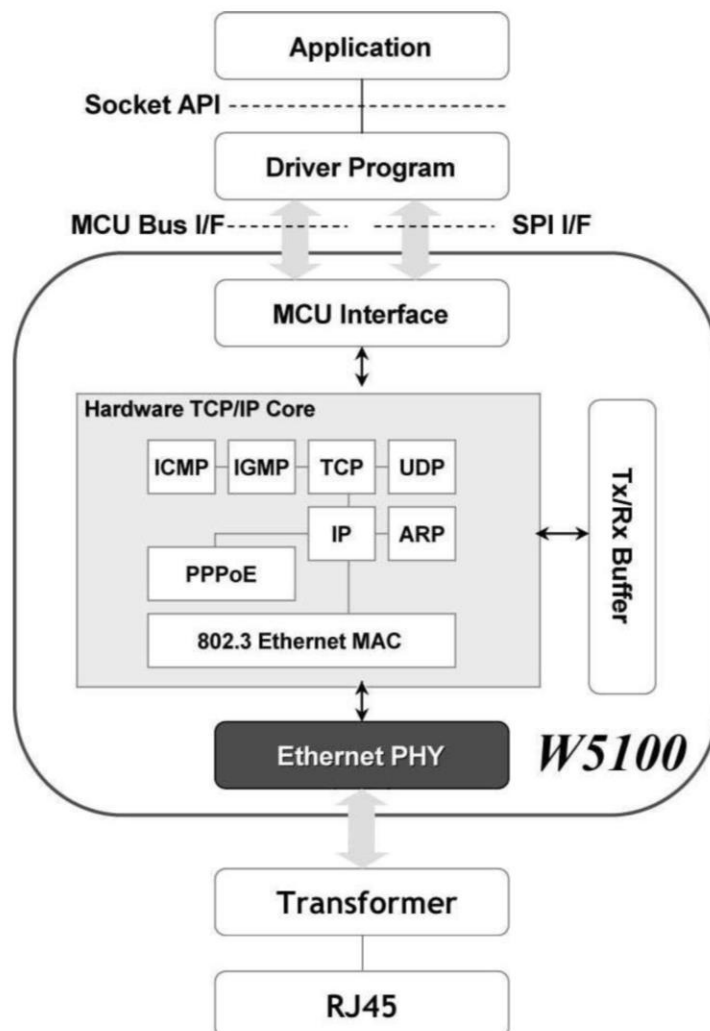 Application
Socket API
Driver Program
MCU Bus I/F
SPI I/F
MCU Interface
Hardware TCP/IP Core
ICMP
IGMP
TCP
UDP
IP
ARP
PPPoE
802.3 Ethernet MAC
Tx/Rx Buffer
Ethernet PHY
W5100
Transformer
RJ45